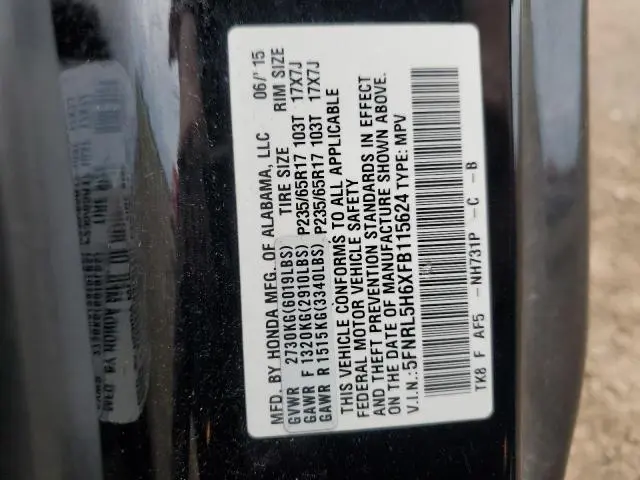 MFD. BY HONDA MFG. OF ALABAMA, LLC 06/'15
GVWR 2730KG(6019LBS) TIRE SIZE RIM SIZE
GAWR F 1320KG(2910LBS) P235/65R17 103T 17X7J
GAWR R 1515KG(3340LBS) P235/65R17 103T 17X7J
THIS VEHICLE CONFORMS TO ALL APPLICABLE
FEDERAL MOTOR VEHICLE SAFETY
AND THEFT PREVENTION STANDARDS IN EFFECT
ON THE DATE OF MANUFACTURE SHOWN ABOVE.
V.I.N.:5FNRL5H6XFB115624 TYPE: MPV
TK8 F AF5 -NH731P -C -B